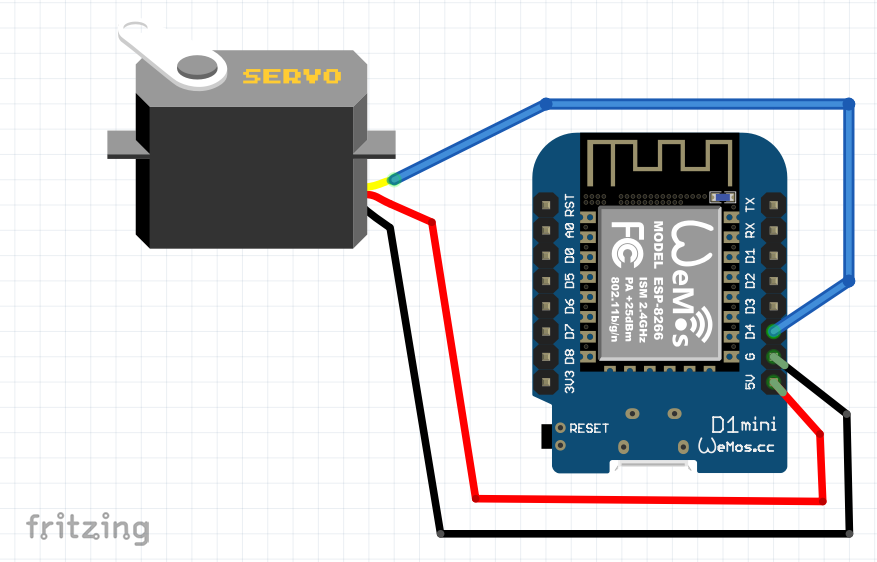 SERVO
RST
A0
D0
D5
D6
D7
D8
3V3
TX
RX
D1
D2
D3
D4
G
5V
WeMos
FC
MODEL ESP-8266
ISM 2.4GHz
PA +25dBm
802.11b/g/n
RESET
D1mini
WeMos.cc
fritzing